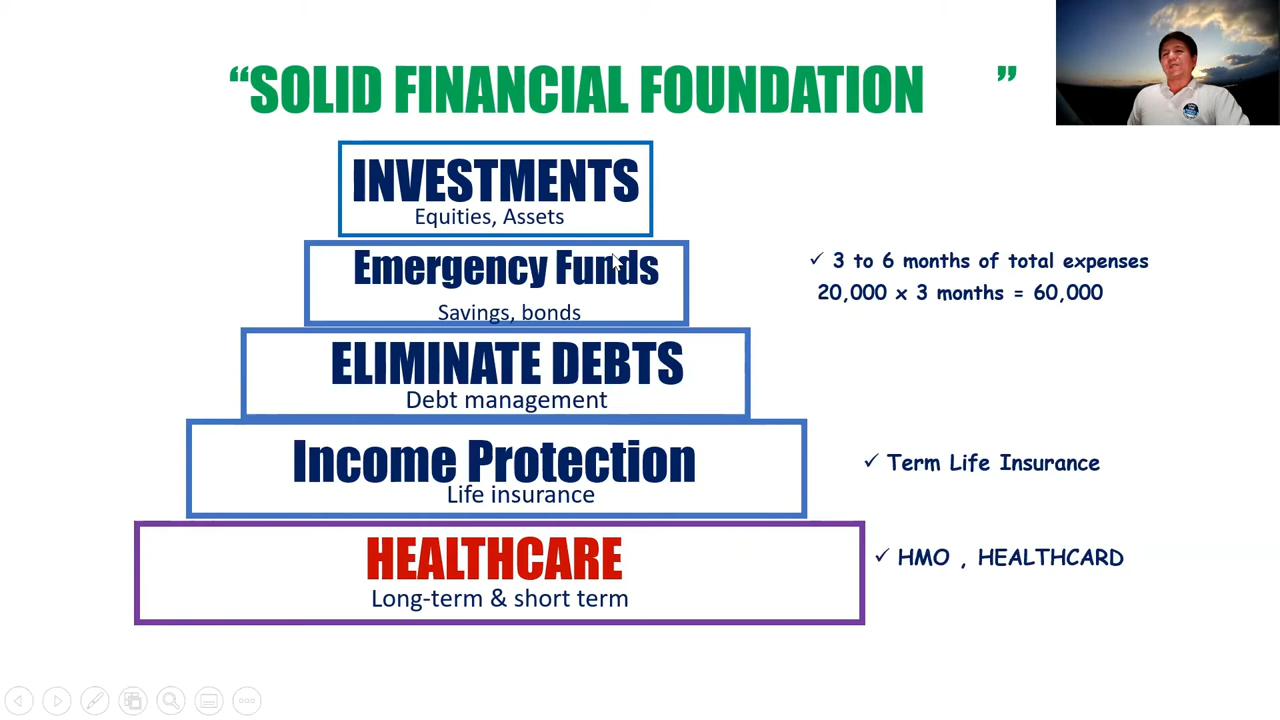 “SOLID FINANCIAL FOUNDATION ”
INVESTMENTS
Equities, Assets
Emergency Funds
Savings, bonds
✓ 3 to 6 months of total expenses
20,000 x 3 months = 60,000
ELIMINATE DEBTS
Debt management
Income Protection
Life insurance
✓ Term Life Insurance
HEALTHCARE
Long-term & short term
✓ HMO , HEALTHCARD